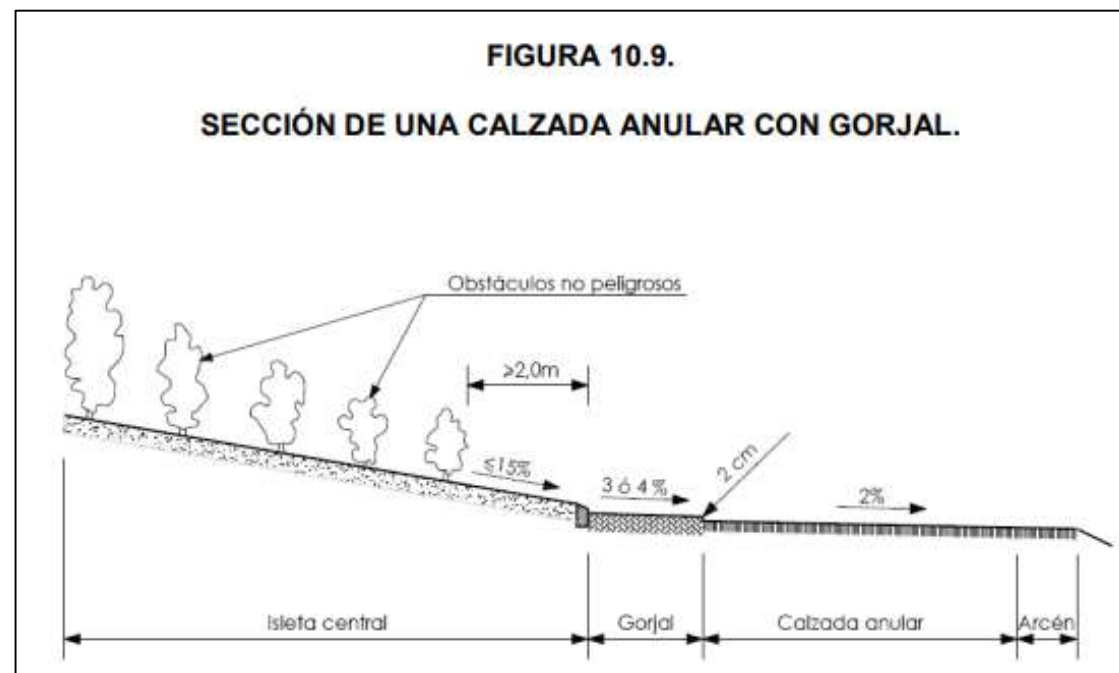 FIGURA 10.9.
SECCIÓN DE UNA CALZADA ANULAR CON GORJAL.
Obstáculos no peligrosos
≥2,0m
≤15%
3 ó 4%
2 cm
2%
Isleta central
Gorjal
Calzada anular
Arcén